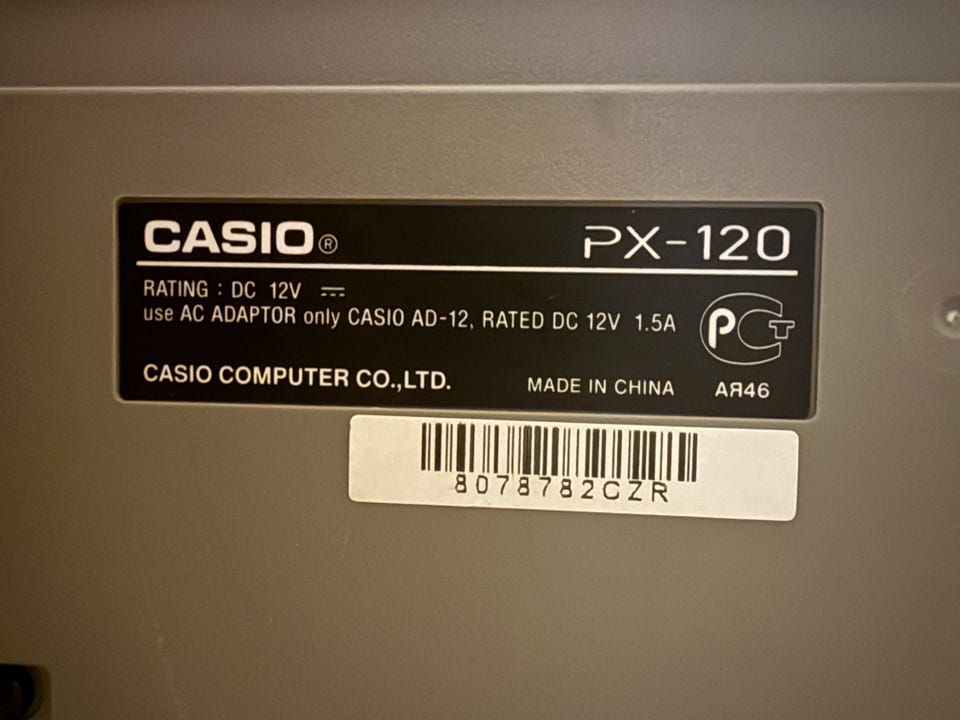 CASIO® PX-120
RATING : DC 12V ⎓
use AC ADAPTOR only CASIO AD-12, RATED DC 12V 1.5A
РСТ
CASIO COMPUTER CO.,LTD. MADE IN CHINA АЯ46
8078782CZR